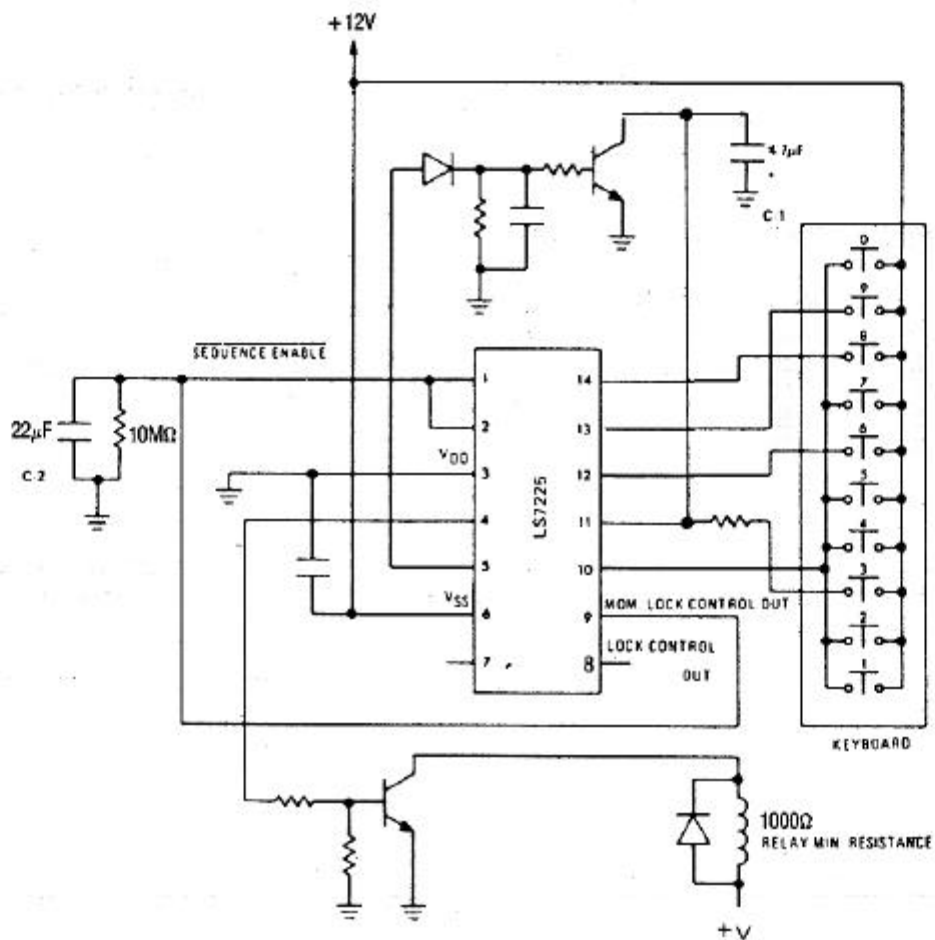 +12V
4.7µF
C·1
SEQUENCE ENABLE
22µF
10MΩ
C·2
VDD
VSS
LS7225
1
2
3
4
5
6
7
14
13
12
11
10
9
8
MOM. LOCK CONTROL OUT
LOCK CONTROL
OUT
0
9
8
7
6
5
4
3
2
1
KEYBOARD
1000Ω
RELAY MIN. RESISTANCE
+V